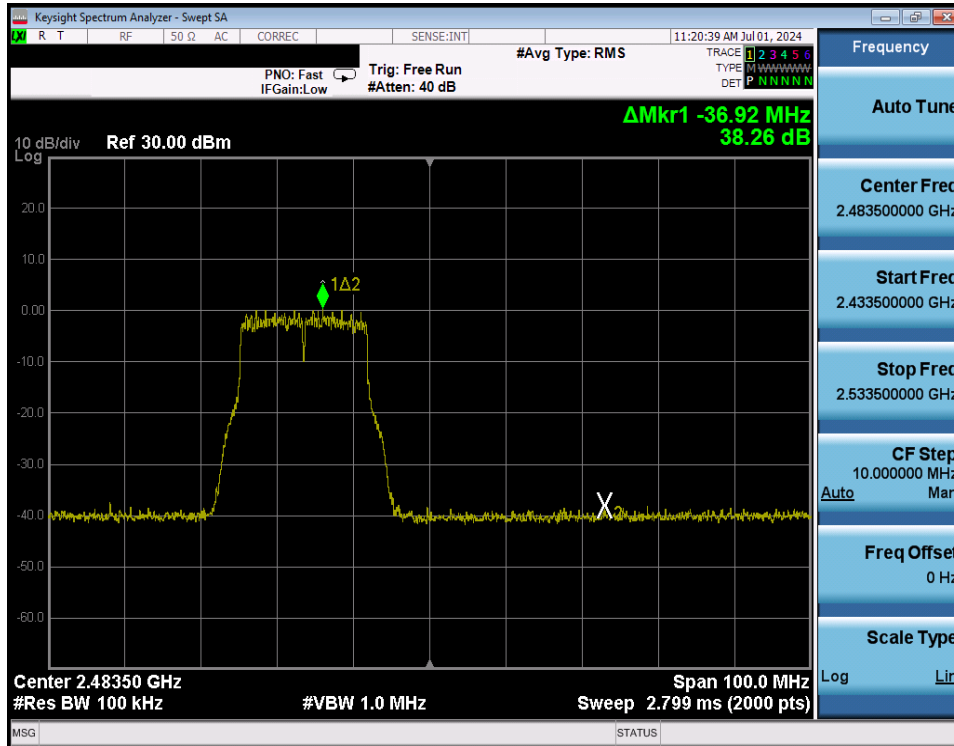 Keysight Spectrum Analyzer - Swept SA
LXI R T RF 50 Ω AC CORREC SENSE:INT 11:20:39 AM Jul 01, 2024
#Avg Type: RMS
TRACE 1 2 3 4 5 6
TYPE M W W W W W
DET P N N N N N
PNO: Fast
IFGain:Low
Trig: Free Run
#Atten: 40 dB
ΔMkr1 -36.92 MHz
38.26 dB
10 dB/div
Log
Ref 30.00 dBm
20.0
10.0
0.00
-10.0
-20.0
-30.0
-40.0
-50.0
-60.0
1Δ2
X2
Center 2.48350 GHz
#Res BW 100 kHz
#VBW 1.0 MHz
Span 100.0 MHz
Sweep 2.799 ms (2000 pts)
MSG
STATUS
Frequency
Auto Tune
Center Freq
2.483500000 GHz
Start Freq
2.433500000 GHz
Stop Freq
2.533500000 GHz
CF Step
10.000000 MHz
Auto Man
Freq Offset
0 Hz
Scale Type
Log Lin